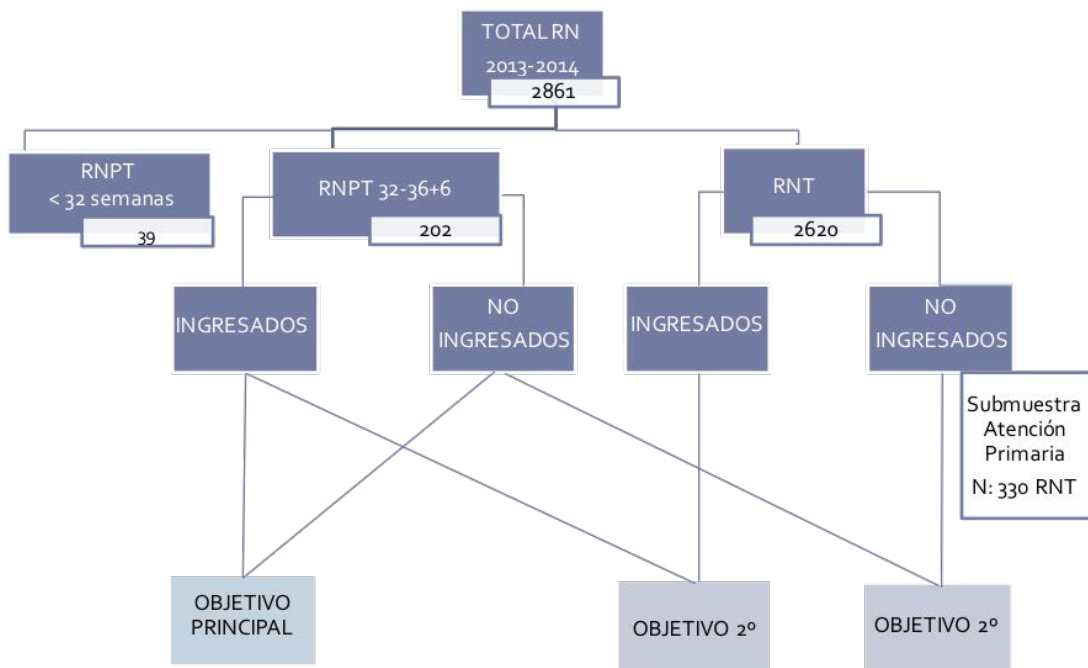 TOTAL RN
2013-2014
2861
RNPT
< 32 semanas
39
RNPT 32-36+6
202
RNT
2620
INGRESADOS
NO
INGRESADOS
INGRESADOS
NO
INGRESADOS
Submuestra
Atención
Primaria
N: 330 RNT
OBJETIVO
PRINCIPAL
OBJETIVO 2º
OBJETIVO 2º